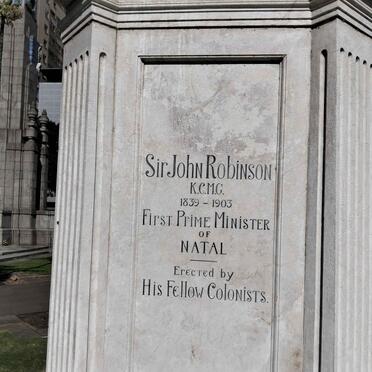 Sir John Robinson
K.C.M.G.
1839 - 1903
First Prime Minister
OF
NATAL
Erected by
His Fellow Colonists.